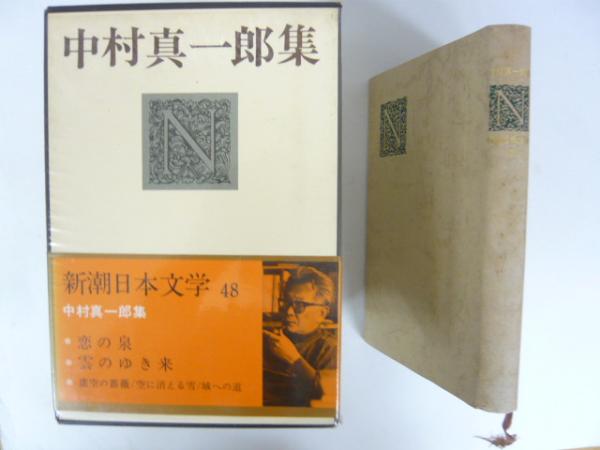 中村真一郎集
N
新潮日本文学 48
中村真一郎集
● 恋の泉
● 雲のゆき来
● 虚空の薔薇/空に消える雪/城への道
N
N